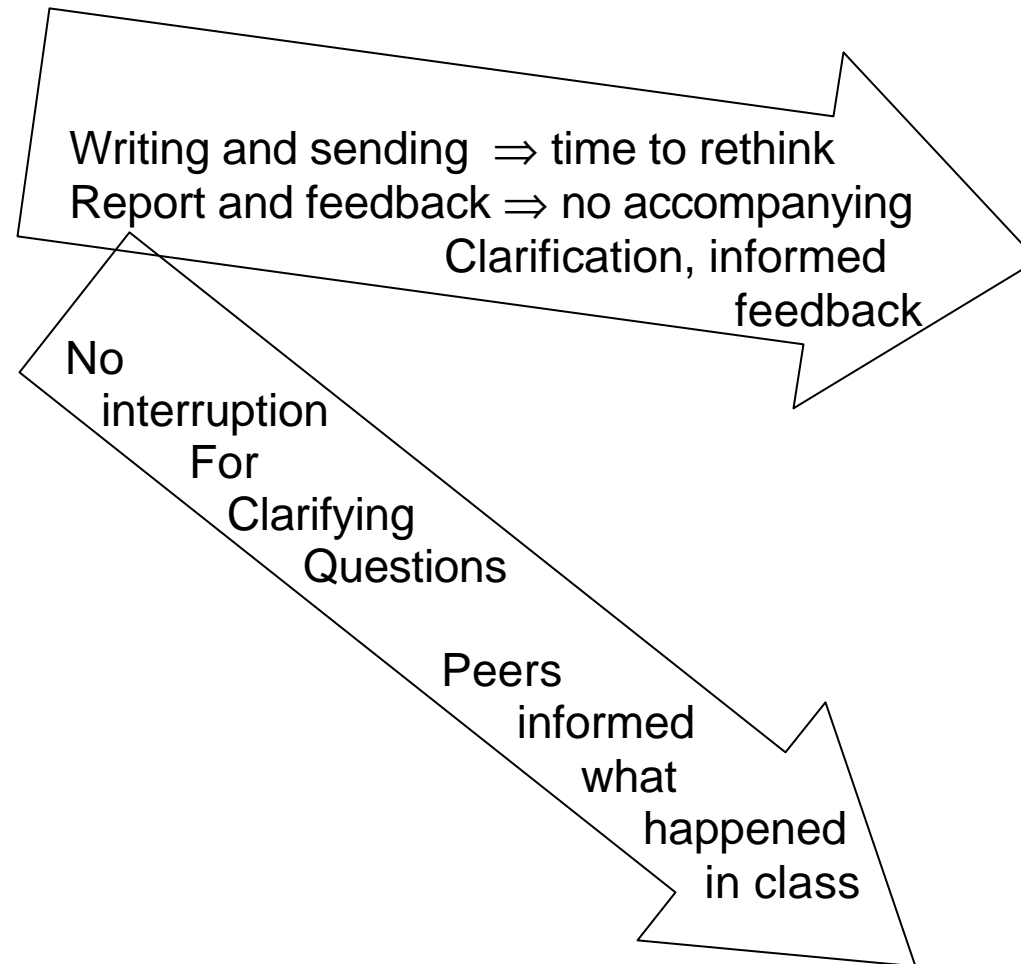 Writing and sending ⇒ time to rethink
Report and feedback ⇒ no accompanying
Clarification, informed
feedback
No
interruption
For
Clarifying
Questions
Peers
informed
what
happened
in class